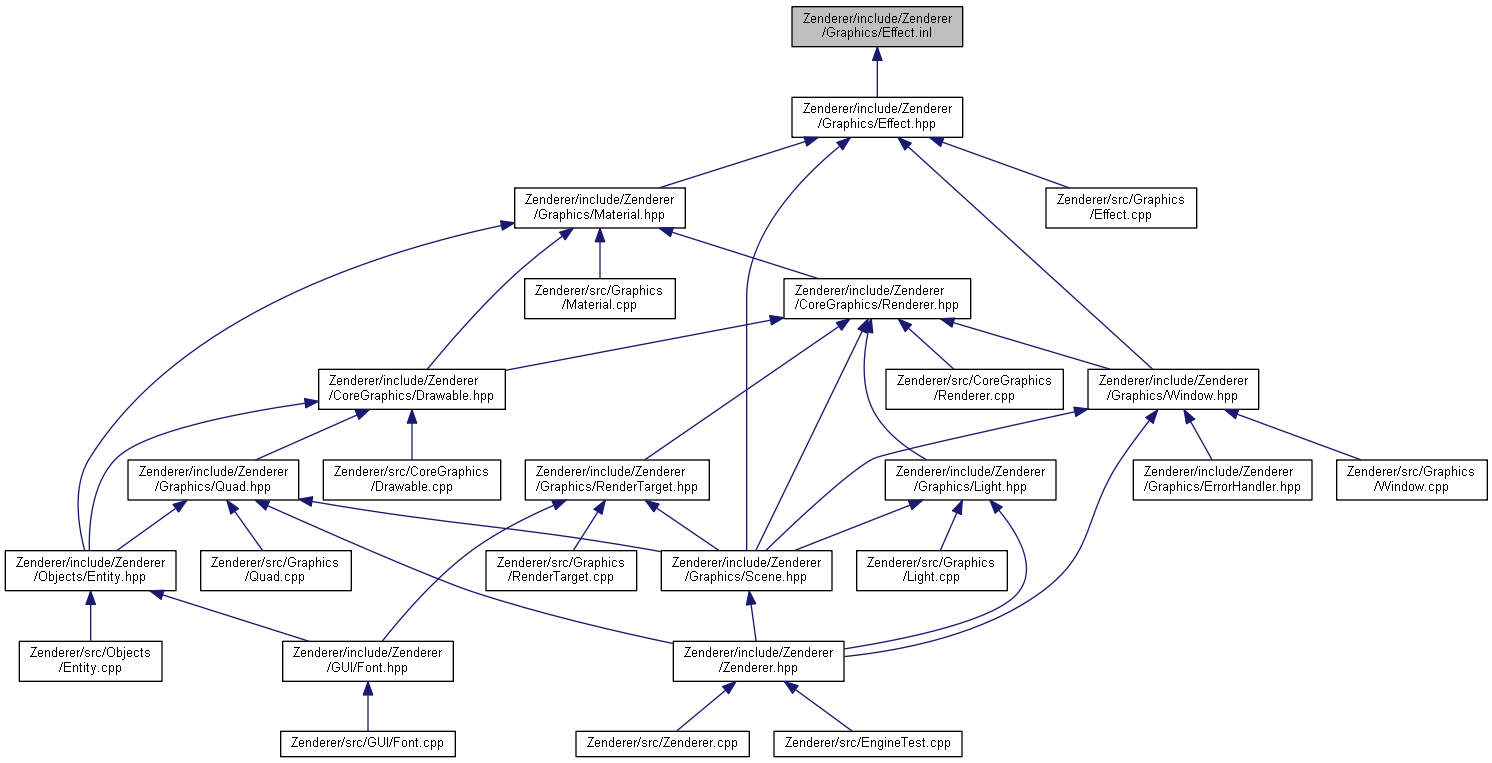 Zenderer/include/Zenderer
/Graphics/Effect.inl
Zenderer/include/Zenderer
/Graphics/Effect.hpp
Zenderer/include/Zenderer
/Graphics/Material.hpp
Zenderer/src/Graphics
/Effect.cpp
Zenderer/src/Graphics
/Material.cpp
Zenderer/include/Zenderer
/CoreGraphics/Renderer.hpp
Zenderer/include/Zenderer
/CoreGraphics/Drawable.hpp
Zenderer/src/CoreGraphics
/Renderer.cpp
Zenderer/include/Zenderer
/Graphics/Window.hpp
Zenderer/include/Zenderer
/Graphics/Quad.hpp
Zenderer/src/CoreGraphics
/Drawable.cpp
Zenderer/include/Zenderer
/Graphics/RenderTarget.hpp
Zenderer/include/Zenderer
/Graphics/Light.hpp
Zenderer/include/Zenderer
/Graphics/ErrorHandler.hpp
Zenderer/src/Graphics
/Window.cpp
Zenderer/include/Zenderer
/Objects/Entity.hpp
Zenderer/src/Graphics
/Quad.cpp
Zenderer/src/Graphics
/RenderTarget.cpp
Zenderer/include/Zenderer
/Graphics/Scene.hpp
Zenderer/src/Graphics
/Light.cpp
Zenderer/src/Objects
/Entity.cpp
Zenderer/include/Zenderer
/GUI/Font.hpp
Zenderer/include/Zenderer
/Zenderer.hpp
Zenderer/src/GUI/Font.cpp
Zenderer/src/Zenderer.cpp
Zenderer/src/EngineTest.cpp